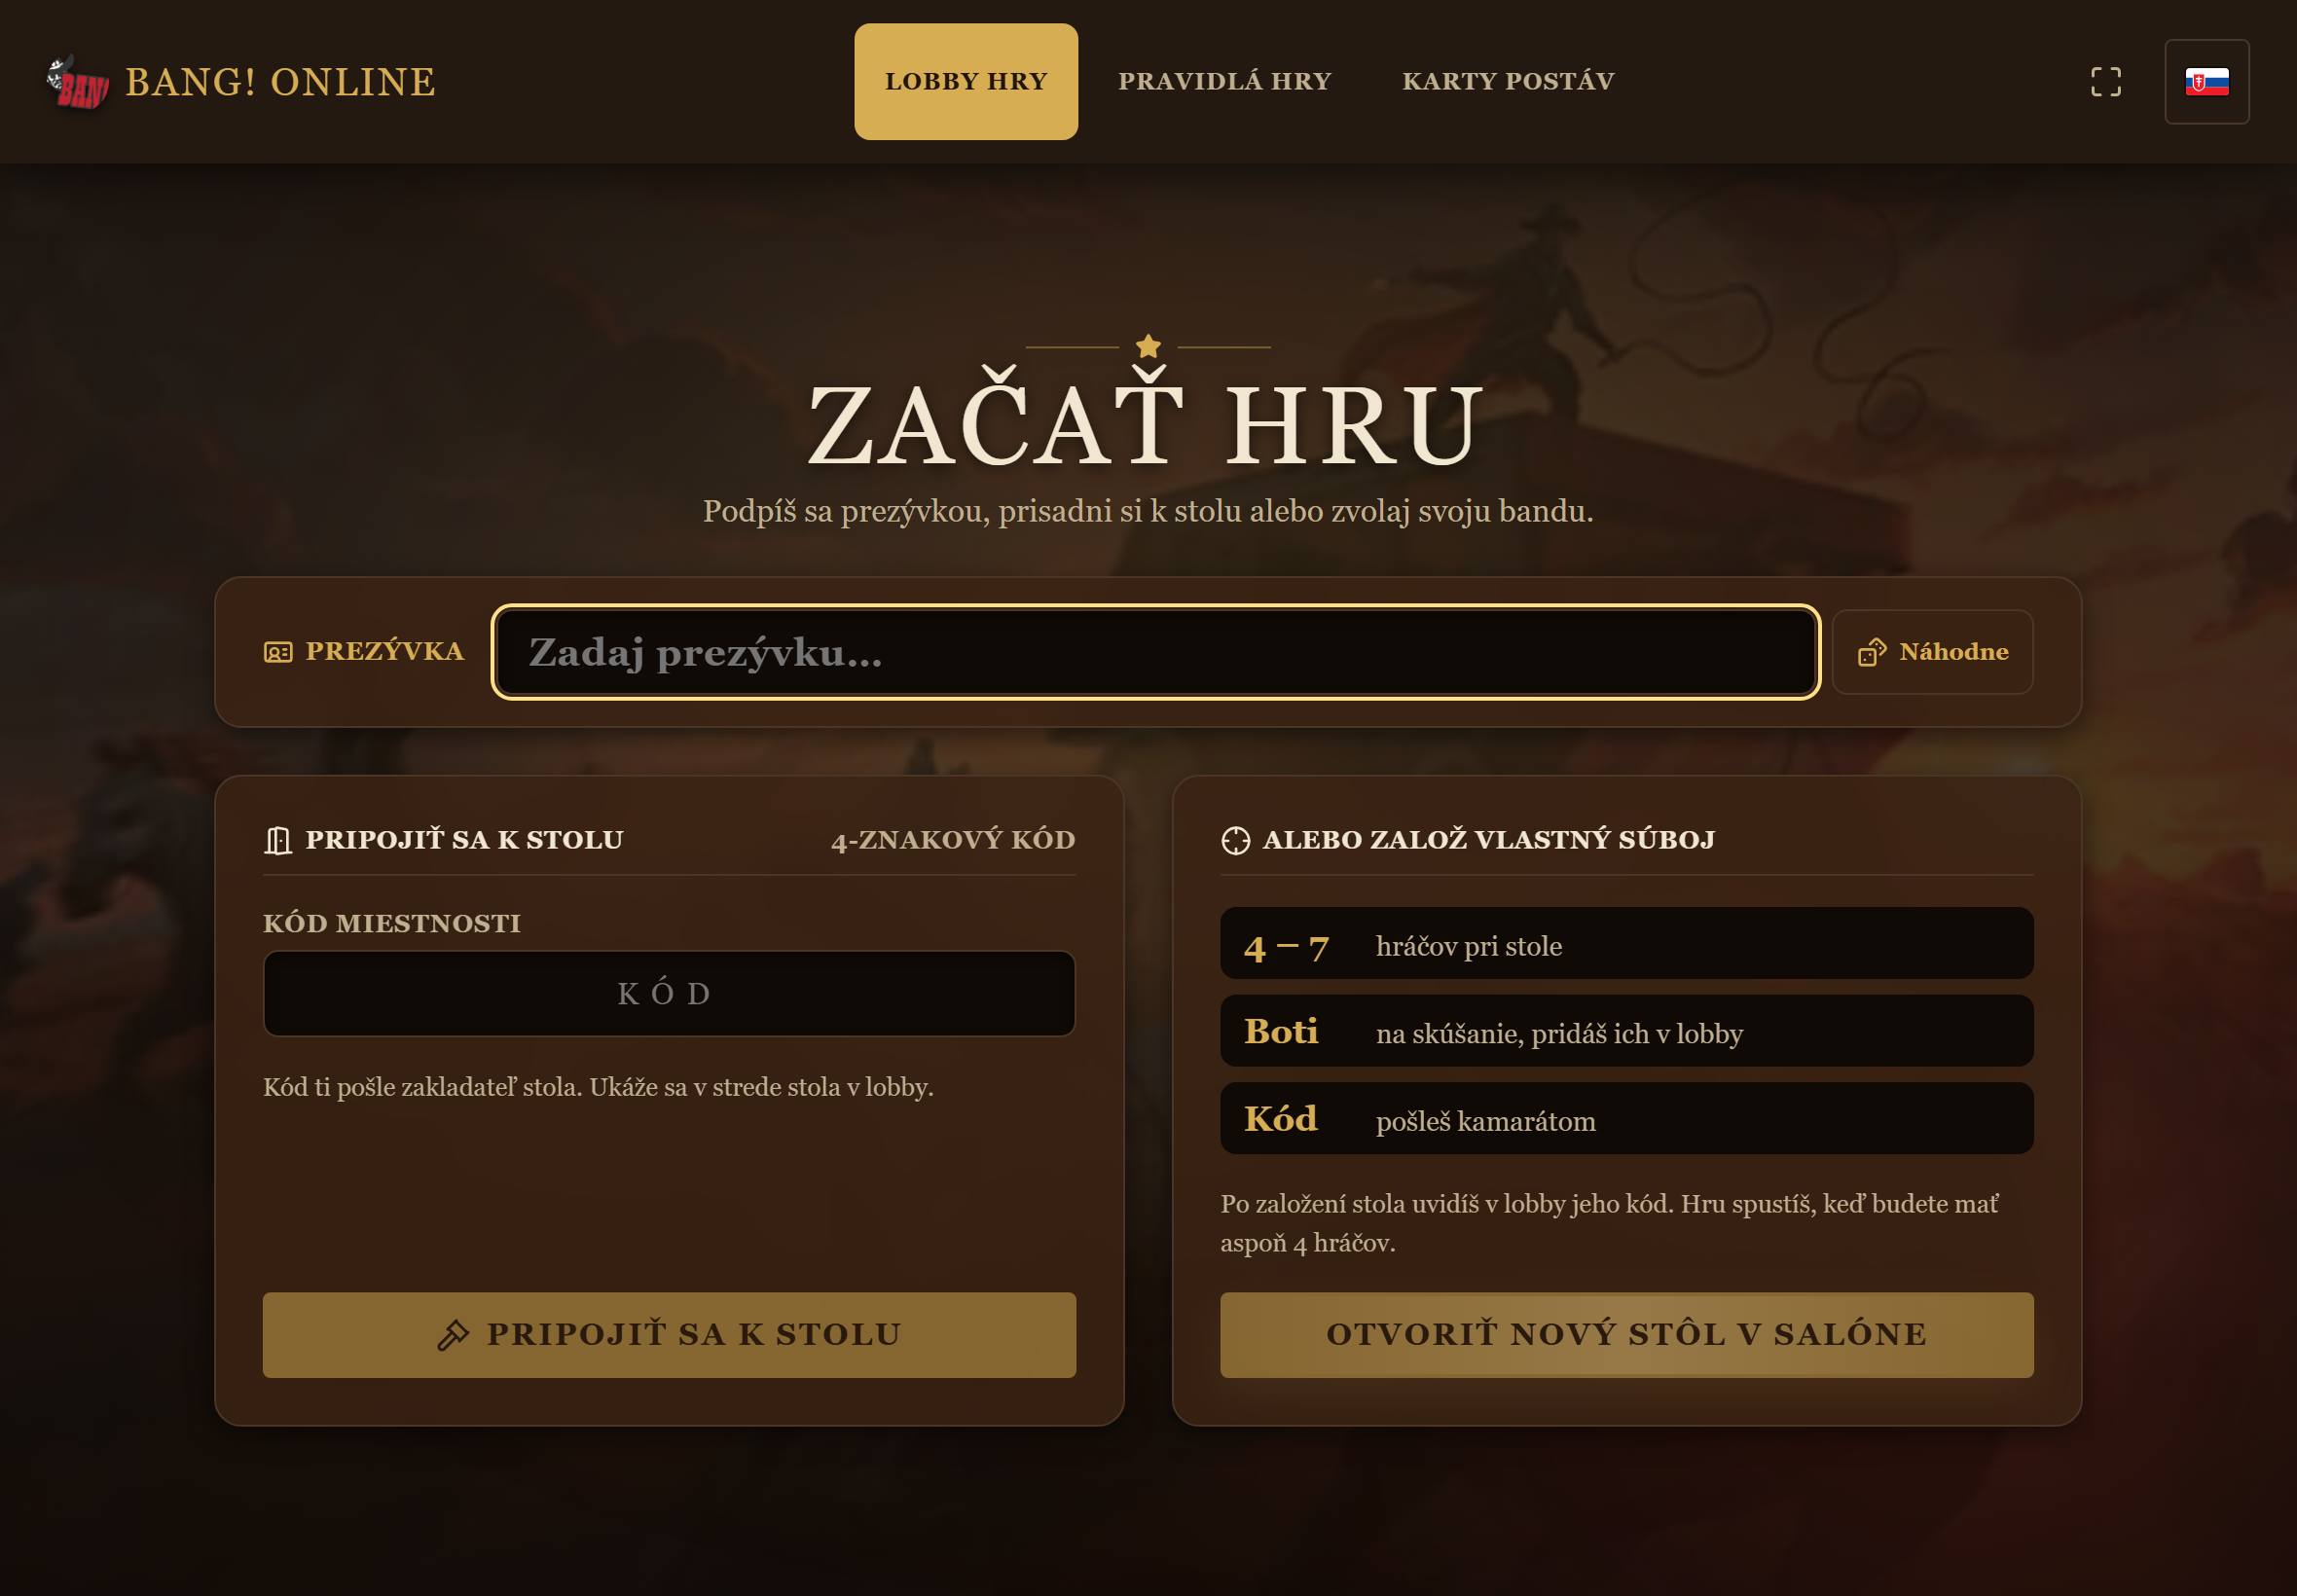 BANG! ONLINE
LOBBY HRY
PRAVIDLÁ HRY
KARTY POSTÁV
ZAČAŤ HRU
Podpíš sa prezývkou, prisadni si k stolu alebo zvolaj svoju bandu.
PREZÝVKA
Zadaj prezývku...
Náhodne
PRIPOJIŤ SA K STOLU
4-ZNAKOVÝ KÓD
KÓD MIESTNOSTI
KÓD
Kód ti pošle zakladateľ stola. Ukáže sa v strede stola v lobby.
PRIPOJIŤ SA K STOLU
ALEBO ZALOŽ VLASTNÝ SÚBOJ
4 – 7 hráčov pri stole
Boti na skúšanie, pridáš ich v lobby
Kód pošleš kamarátom
Po založení stola uvidíš v lobby jeho kód. Hru spustíš, keď budete mať
aspoň 4 hráčov.
OTVORIŤ NOVÝ STÔL V SALÓNE